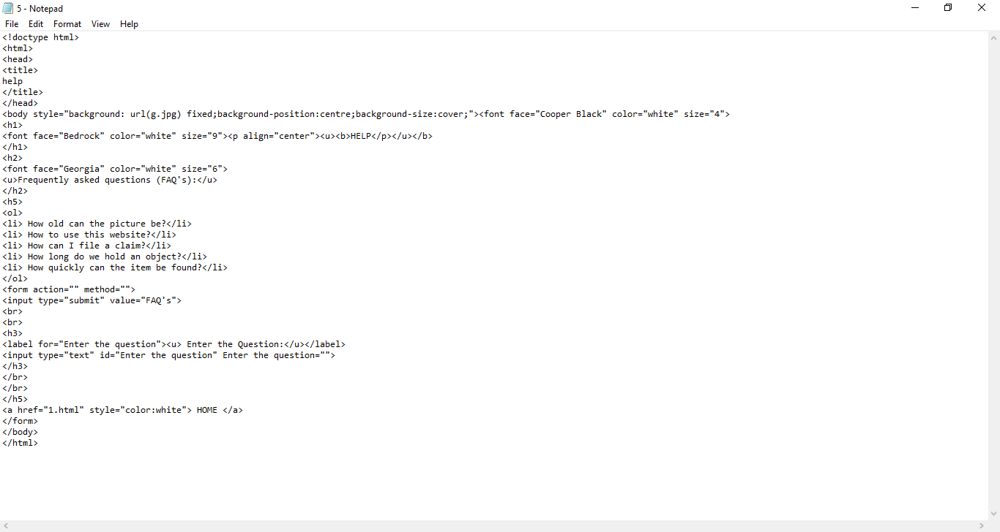 5 - Notepad
File Edit Format View Help
<!doctype html>
<html>
<head>
<title>
help
</title>
</head>
<body style="background: url(g.jpg) fixed;background-position:centre;background-size:cover;"><font face="Cooper Black" color="white" size="4">
<h1>
<font face="Bedrock" color="white" size="9"><p align="center"><u><b>HELP</p></u></b>
</h1>
<h2>
<font face="Georgia" color="white" size="6">
<u>Frequently asked questions (FAQ's):</u>
</h2>
<h5>
<ol>
<li> How old can the picture be?</li>
<li> How to use this website?</li>
<li> How can I file a claim?</li>
<li> How long do we hold an object?</li>
<li> How quickly can the item be found?</li>
</ol>
<form action="" method="">
<input type="submit" value="FAQ's">
<br>
<br>
<h3>
<label for="Enter the question"><u> Enter the Question:</u></label>
<input type="text" id="Enter the question" Enter the question="">
</h3>
</br>
</br>
</h5>
<a href="1.html" style="color:white"> HOME </a>
</form>
</body>
</html>